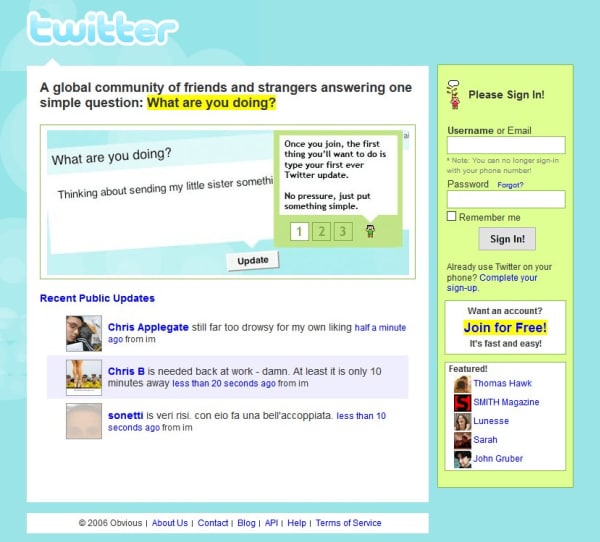 twitter
A global community of friends and strangers answering one
simple question: What are you doing?
What are you doing?
Thinking about sending my little sister somethi
Update
Once you join, the first
thing you'll want to do is
type your first ever
Twitter update.
No pressure, just put
something simple.
1 2 3
Recent Public Updates
Chris Applegate still far too drowsy for my own liking half a minute
ago from im
Chris B is needed back at work - damn. At least it is only 10
minutes away less than 20 seconds ago from im
sonetti is veri risi. con eio fa una bell'accoppiata. less than 10
seconds ago from im
Please Sign In!
Username or Email
* Note: You can no longer sign-in
with your phone number!
Password Forgot?
Remember me
Sign In!
Already use Twitter on your
phone? Complete your
sign-up.
Want an account?
Join for Free!
It's fast and easy!
Featured!
Thomas Hawk
SMITH Magazine
Lunesse
Sarah
John Gruber
© 2006 Obvious | About Us | Contact | Blog | API | Help | Terms of Service